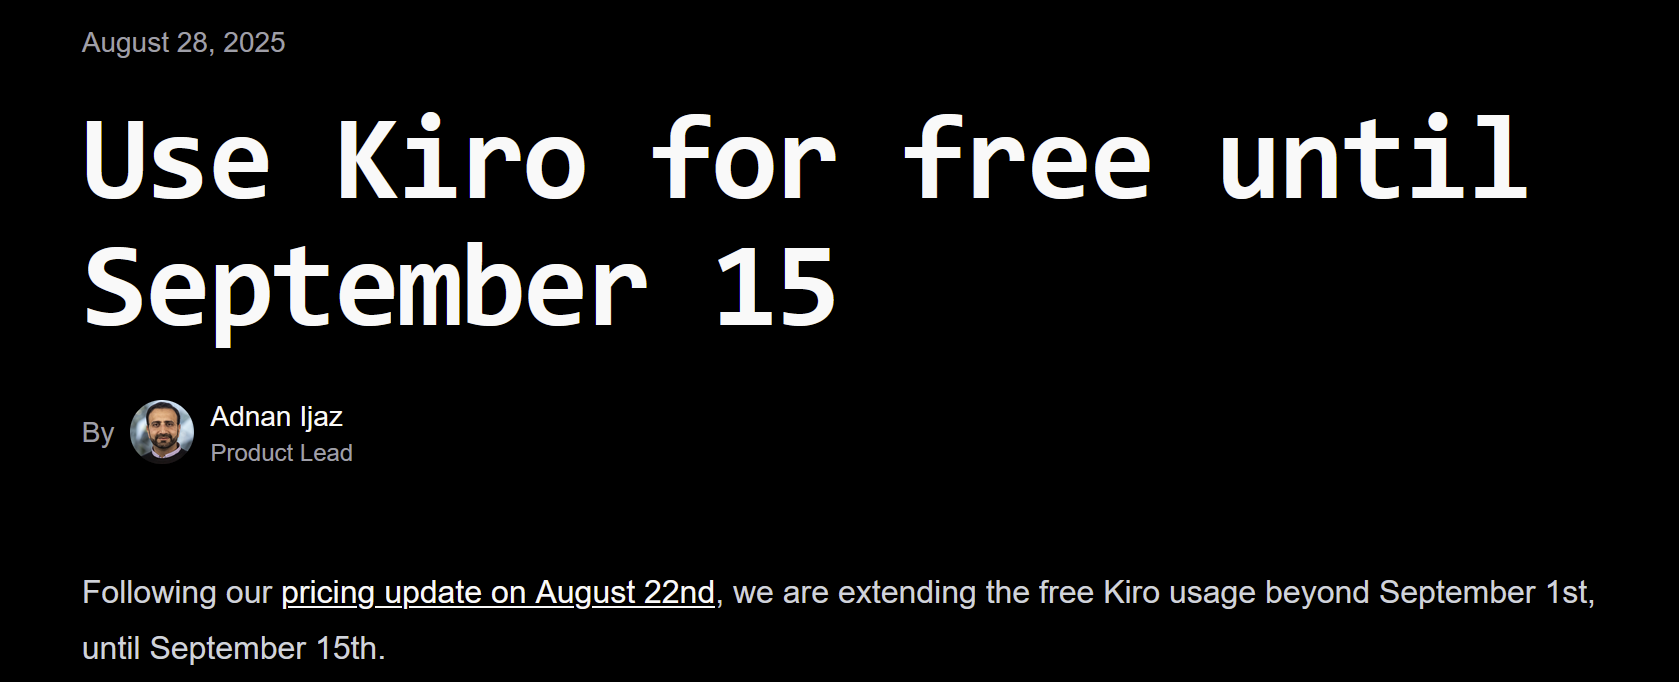 August 28, 2025
Use Kiro for free until
September 15
By
Adnan Ijaz
Product Lead
Following our pricing update on August 22nd, we are extending the free Kiro usage beyond September 1st,
until September 15th.